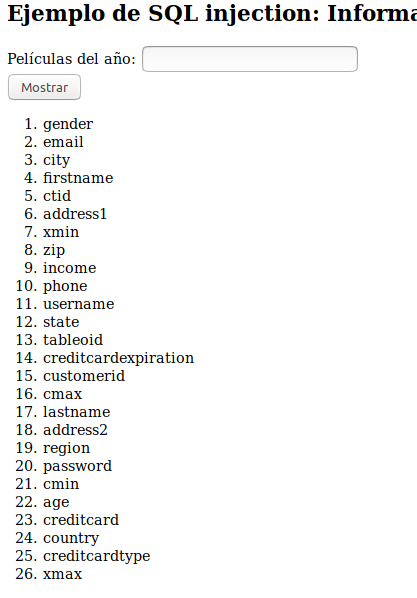 Ejemplo de SQL injection: Informa
Películas del año:
Mostrar
1. gender
2. email
3. city
4. firstname
5. ctid
6. address1
7. xmin
8. zip
9. income
10. phone
11. username
12. state
13. tableoid
14. creditcardexpiration
15. customerid
16. cmax
17. lastname
18. address2
19. region
20. password
21. cmin
22. age
23. creditcard
24. country
25. creditcardtype
26. xmax